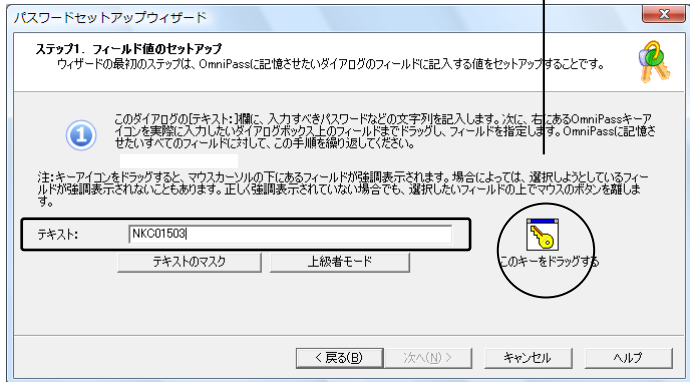 パスワードセットアップウィザード
ステップ1. フィールド値のセットアップ
ウィザードの最初のステップは、OmniPassに記憶させたいダイアログのフィールドに記入する値をセットアップすることです。
このダイアログの[テキスト:]欄に、入力すべきパスワードなどの文字列を記入します。次に、右にあるOmniPassキーア
イコンを実際に入力したいダイアログボックス上のフィールドまでドラッグし、フィールドを指定します。OmniPassに記憶さ
せたいすべてのフィールドに対して、この手順を繰り返してください。
注:キーアイコンをドラッグすると、マウスカーソルの下にあるフィールドが強調表示されます。場合によっては、選択しようとしているフィー
ルドが強調表示されないこともあります。正しく強調表示されていない場合でも、選択したいフィールドの上でマウスのボタンを離しま
す。
テキスト: NKC01503
このキーをドラッグする
テキストのマスク 上級者モード
< 戻る(B) 次へ(N) > キャンセル ヘルプ